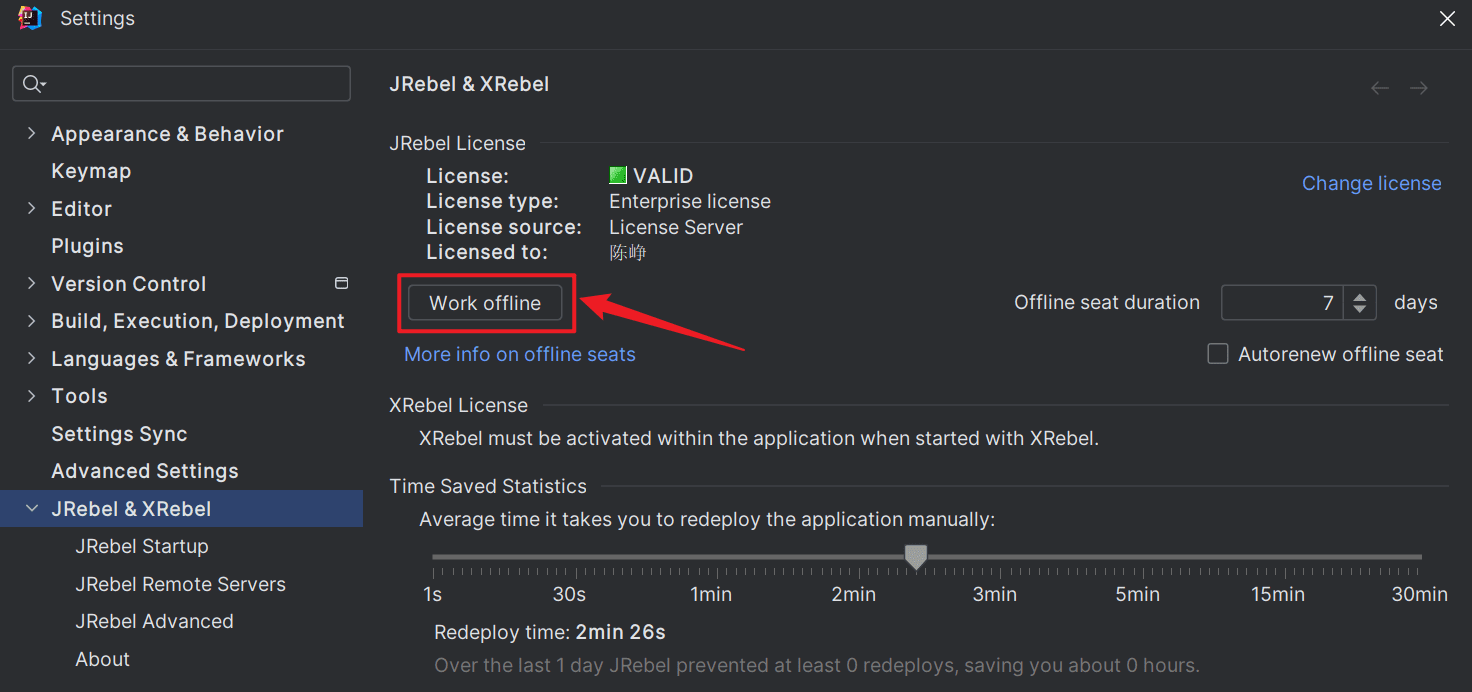 Settings
JRebel & XRebel
Appearance & Behavior
Keymap
Editor
Plugins
Version Control
Build, Execution, Deployment
Languages & Frameworks
Tools
Settings Sync
Advanced Settings
JRebel & XRebel
JRebel Startup
JRebel Remote Servers
JRebel Advanced
About
JRebel License
License: VALID
Change license
License type: Enterprise license
License source: License Server
Licensed to: 陈峥
Work offline
Offline seat duration 7 days
More info on offline seats
Autorenew offline seat
XRebel License
XRebel must be activated within the application when started with XRebel.
Time Saved Statistics
Average time it takes you to redeploy the application manually:
1s 30s 1min 2min 3min 5min 15min 30min
Redeploy time: 2min 26s
Over the last 1 day JRebel prevented at least 0 redeploys, saving you about 0 hours.